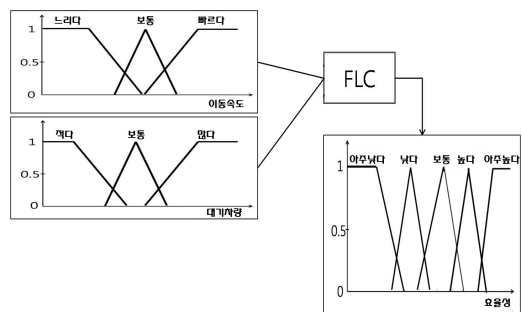 느리다 보통 빠르다
1
0.5
0
이동속도
FLC
적다 보통 많다
1
0.5
0
대기차량
아주낮다 낮다 보통 높다 아주높다
1
0.5
0
효율성